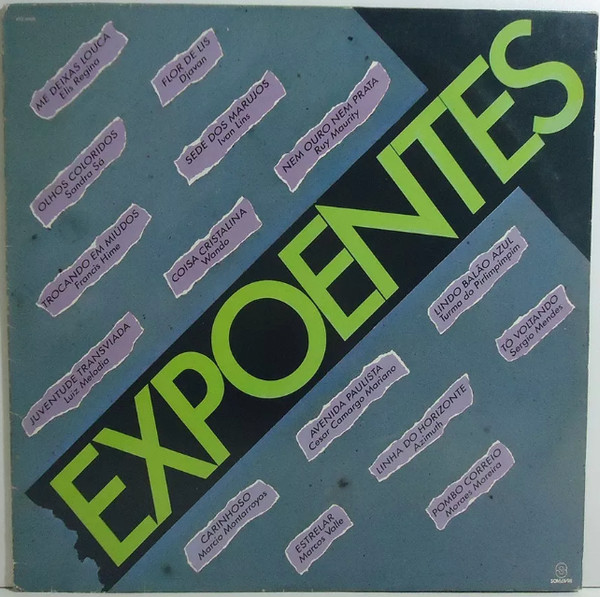 ME DEIXAS LOUCA
Elis Regina
FLOR DE LIS
Djavan
SEDE DOS MARUJOS
Ivan Lins
NEM OURO NEM PRATA
Ruy Maurity
OLHOS COLORIDOS
Sandra Sá
TROCANDO EM MIÚDOS
Francis Hime
COISA CRISTALINA
Wando
JUVENTUDE TRANSVIADA
Luiz Melodia
EXPOENTES
LINDO BALÃO AZUL
Turma do Pirlimpimpim
TÔ VOLTANDO
Sergio Mendes
AVENIDA PAULISTA
Cesar Camargo Mariano
LINHA DO HORIZONTE
Azimuth
POMBO CORREIO
Moraes Moreira
CARINHOSO
Marcio Montarroyos
ESTRELAR
Marcos Valle
SOM LIVRE